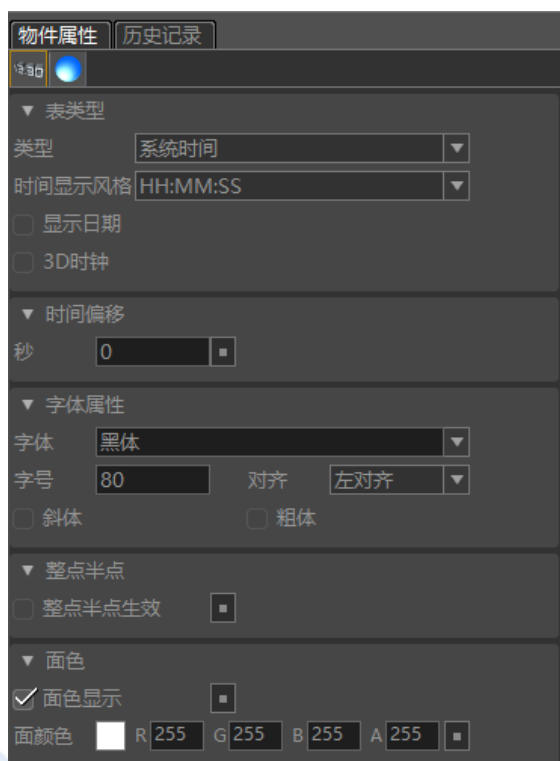 物件属性 历史记录
表类型
类型 系统时间
时间显示风格 HH:MM:SS
显示日期
3D时钟
时间偏移
秒 0
字体属性
字体 黑体
字号 80 对齐 左对齐
斜体 粗体
整点半点
整点半点生效
面色
面色显示
面颜色 R 255 G 255 B 255 A 255